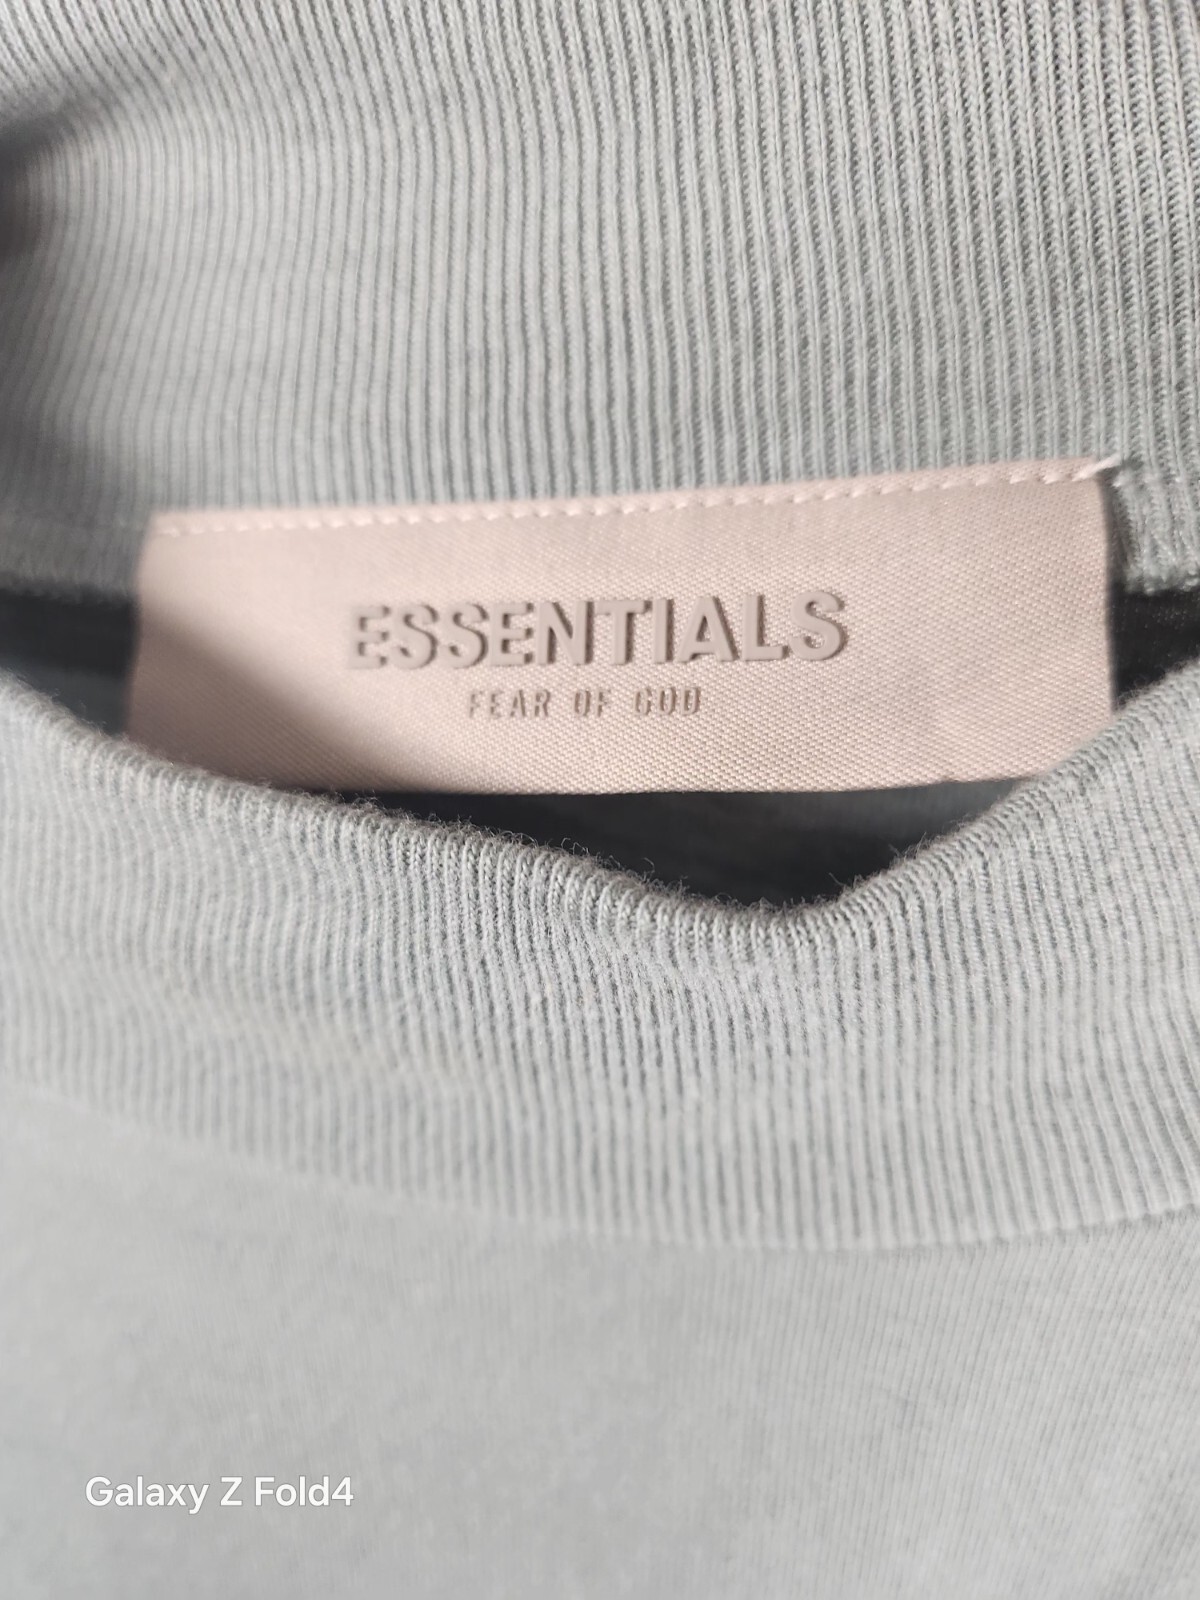 ESSENTIALS
FEAR OF GOD
Galaxy Z Fold4